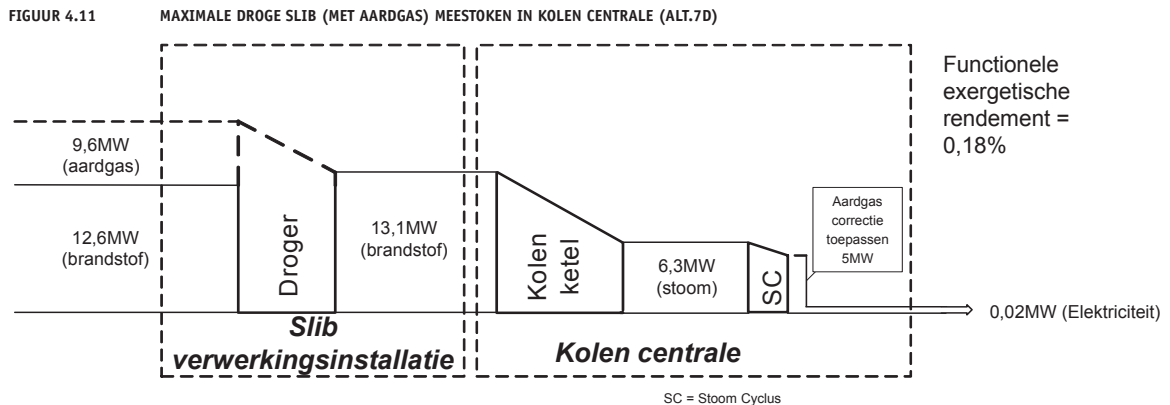 FIGUUR 4.11 MAXIMALE DROGE SLIB (MET AARDGAS) MEESTOKEN IN KOLEN CENTRALE (ALT.7D)
Functionele
exergetische
rendement =
0,18%
9,6MW
(aardgas)
12,6MW
(brandstof)
Droger
13,1MW
(brandstof)
Kolen
ketel
6,3MW
(stoom)
SC
Aardgas
correctie
toepassen
5MW
0,02MW (Elektriciteit)
Slib
verwerkingsinstallatie
Kolen centrale
SC = Stoom Cyclus